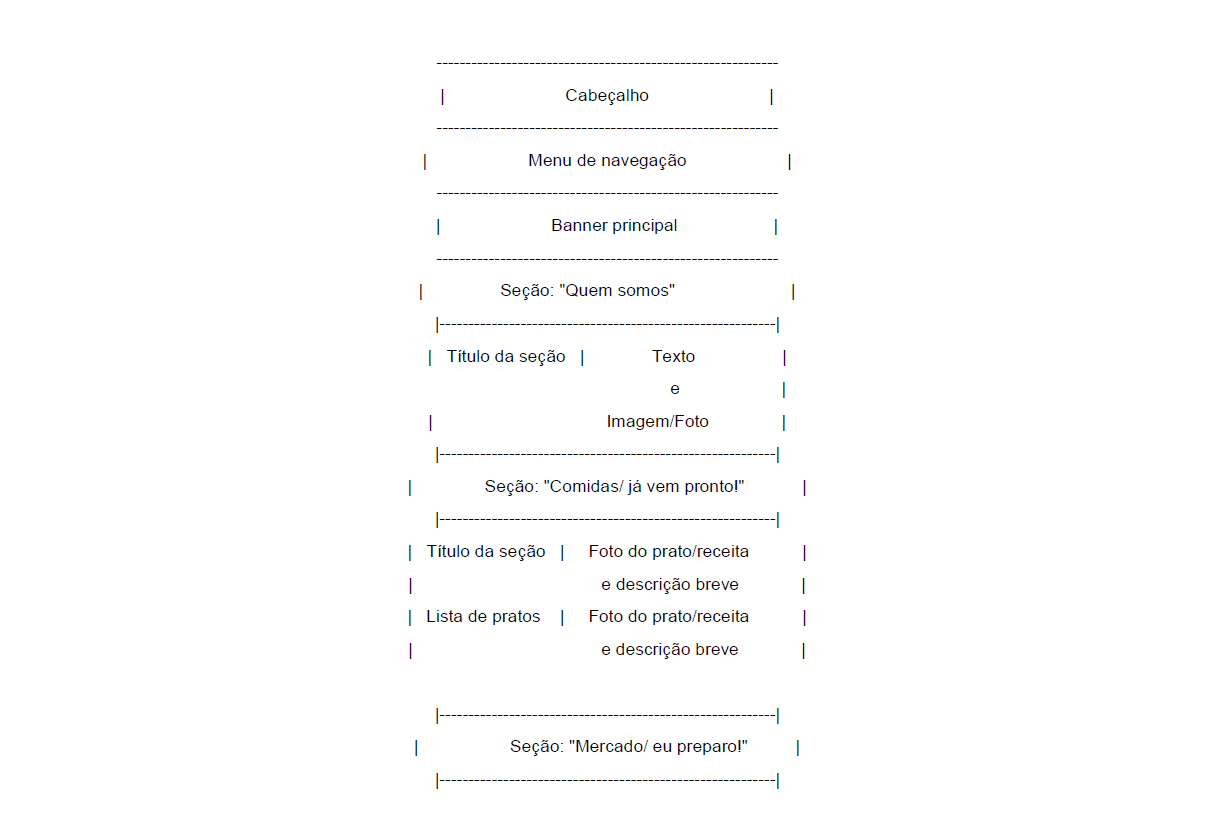 ----------------------------------------------------------
| Cabeçalho |
----------------------------------------------------------
| Menu de navegação |
----------------------------------------------------------
| Banner principal |
----------------------------------------------------------
| Seção: "Quem somos" |
|---------------------------------------------------------|
| Título da seção | Texto |
e |
| Imagem/Foto |
|---------------------------------------------------------|
| Seção: "Comidas/ já vem pronto!" |
|---------------------------------------------------------|
| Título da seção | Foto do prato/receita |
| e descrição breve |
| Lista de pratos | Foto do prato/receita |
| e descrição breve |
|---------------------------------------------------------|
| Seção: "Mercado/ eu preparo!" |
|---------------------------------------------------------|